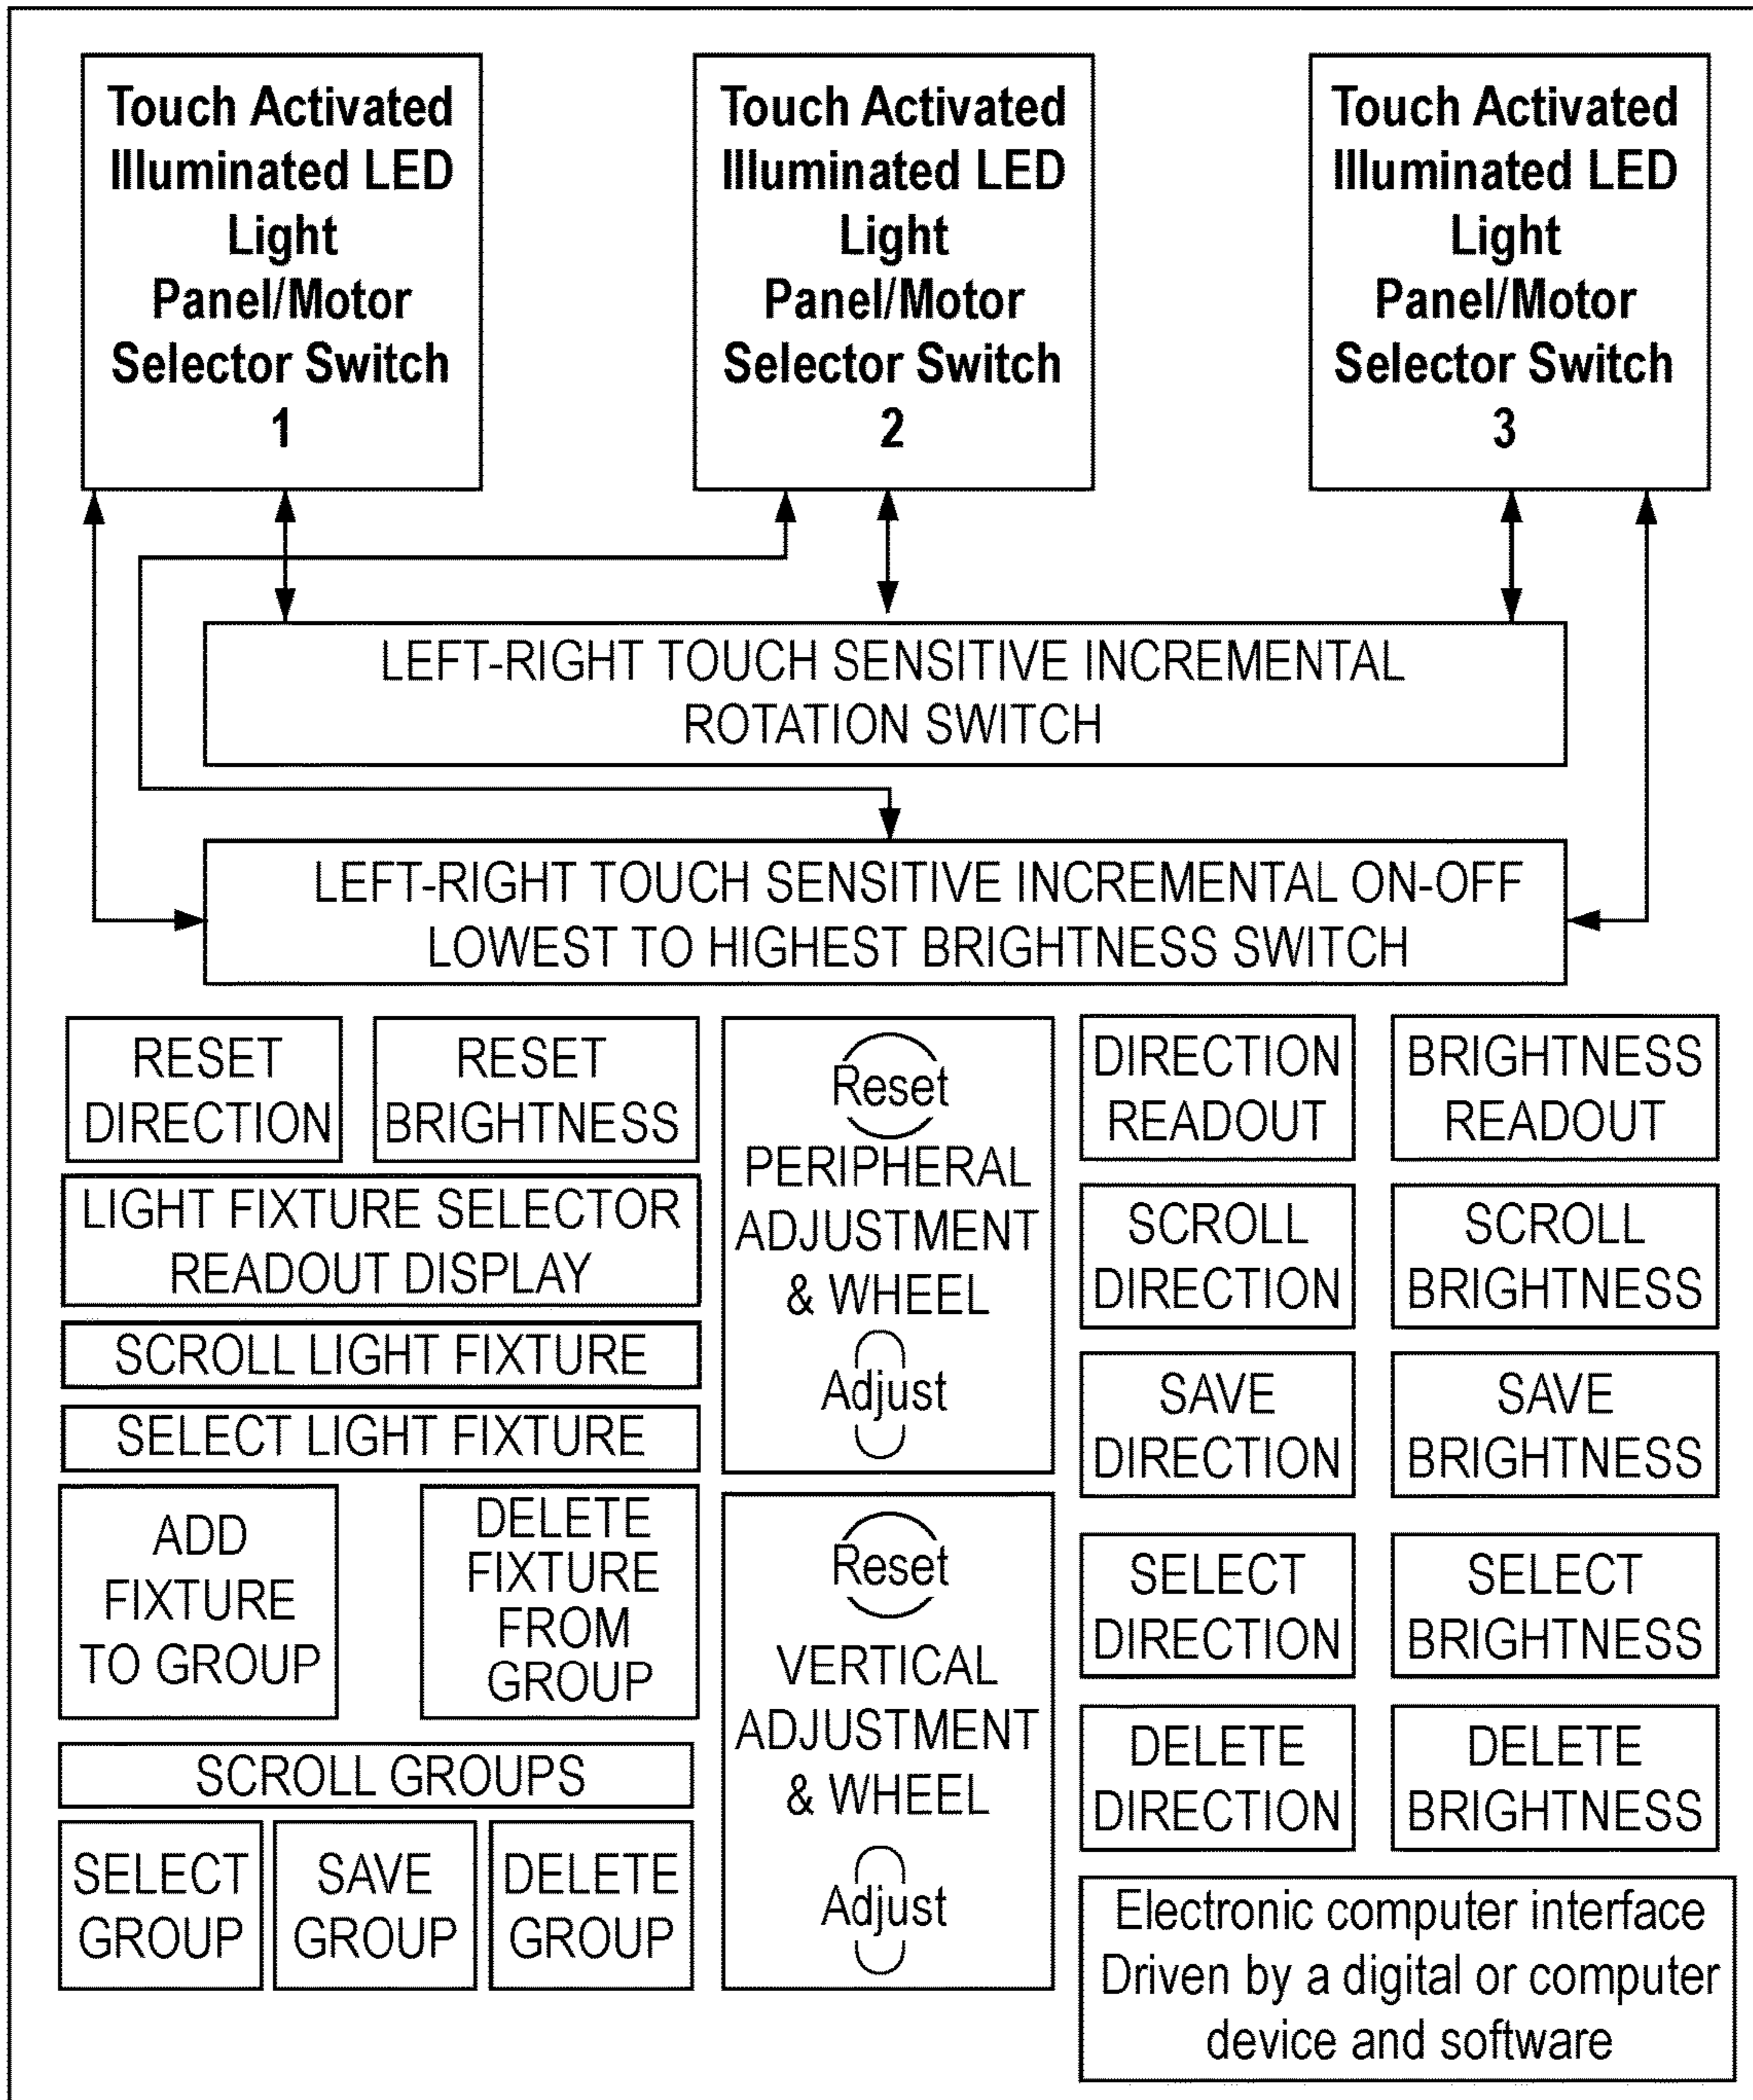 Touch Activated
Illuminated LED
Light
Panel/Motor
Selector Switch
1
Touch Activated
Illuminated LED
Light
Panel/Motor
Selector Switch
2
Touch Activated
Illuminated LED
Light
Panel/Motor
Selector Switch
3
LEFT-RIGHT TOUCH SENSITIVE INCREMENTAL
ROTATION SWITCH
LEFT-RIGHT TOUCH SENSITIVE INCREMENTAL ON-OFF
LOWEST TO HIGHEST BRIGHTNESS SWITCH
RESET
DIRECTION
RESET
BRIGHTNESS
LIGHT FIXTURE SELECTOR
READOUT DISPLAY
SCROLL LIGHT FIXTURE
SELECT LIGHT FIXTURE
ADD
FIXTURE
TO GROUP
DELETE
FIXTURE
FROM
GROUP
SCROLL GROUPS
SELECT
GROUP
SAVE
GROUP
DELETE
GROUP
Reset
PERIPHERAL
ADJUSTMENT
& WHEEL
Adjust
Reset
VERTICAL
ADJUSTMENT
& WHEEL
Adjust
DIRECTION
READOUT
BRIGHTNESS
READOUT
SCROLL
DIRECTION
SCROLL
BRIGHTNESS
SAVE
DIRECTION
SAVE
BRIGHTNESS
SELECT
DIRECTION
SELECT
BRIGHTNESS
DELETE
DIRECTION
DELETE
BRIGHTNESS
Electronic computer interface
Driven by a digital or computer
device and software